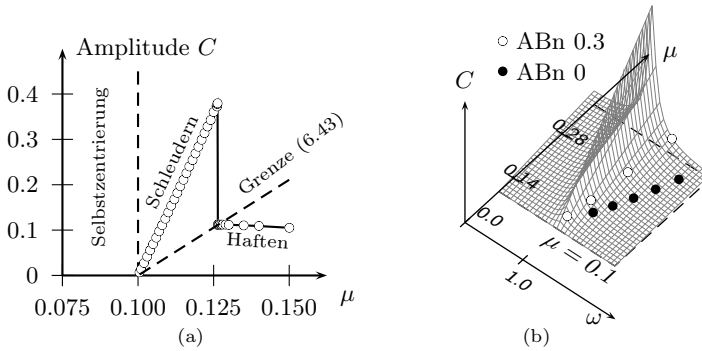 Amplitude C
0.4
0.3
0.2
0.1
0
0.075
0.100
0.125
0.150
μ
Selbstzentrierung
Schleudern
Grenze (6.43)
Haften
(a)
ABn 0.3
ABn 0
C
μ
0.28
0.14
0.0
μ = 0.1
1.0
ω
(b)